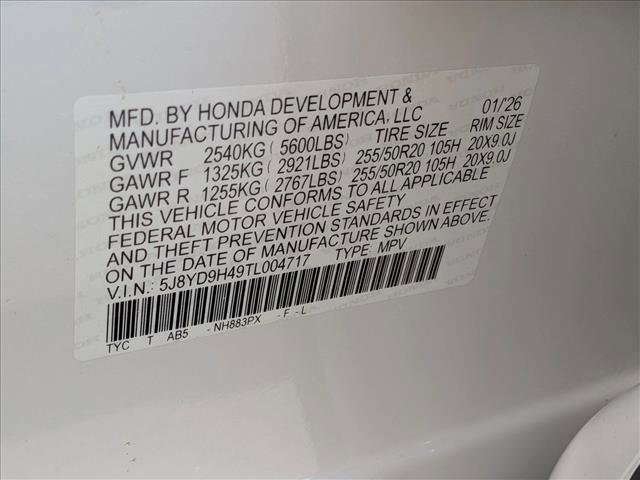 MFD. BY HONDA DEVELOPMENT &
MANUFACTURING OF AMERICA, LLC 01/'26
GVWR 2540KG ( 5600LBS) TIRE SIZE RIM SIZE
GAWR F 1325KG ( 2921LBS) 255/50R20 105H 20X9.0J
GAWR R 1255KG ( 2767LBS) 255/50R20 105H 20X9.0J
THIS VEHICLE CONFORMS TO ALL APPLICABLE
FEDERAL MOTOR VEHICLE SAFETY
AND THEFT PREVENTION STANDARDS IN EFFECT
ON THE DATE OF MANUFACTURE SHOWN ABOVE.
V.I.N.: 5J8YD9H49TL004717 TYPE: MPV
TYC T AB5 -NH883PX -F -L